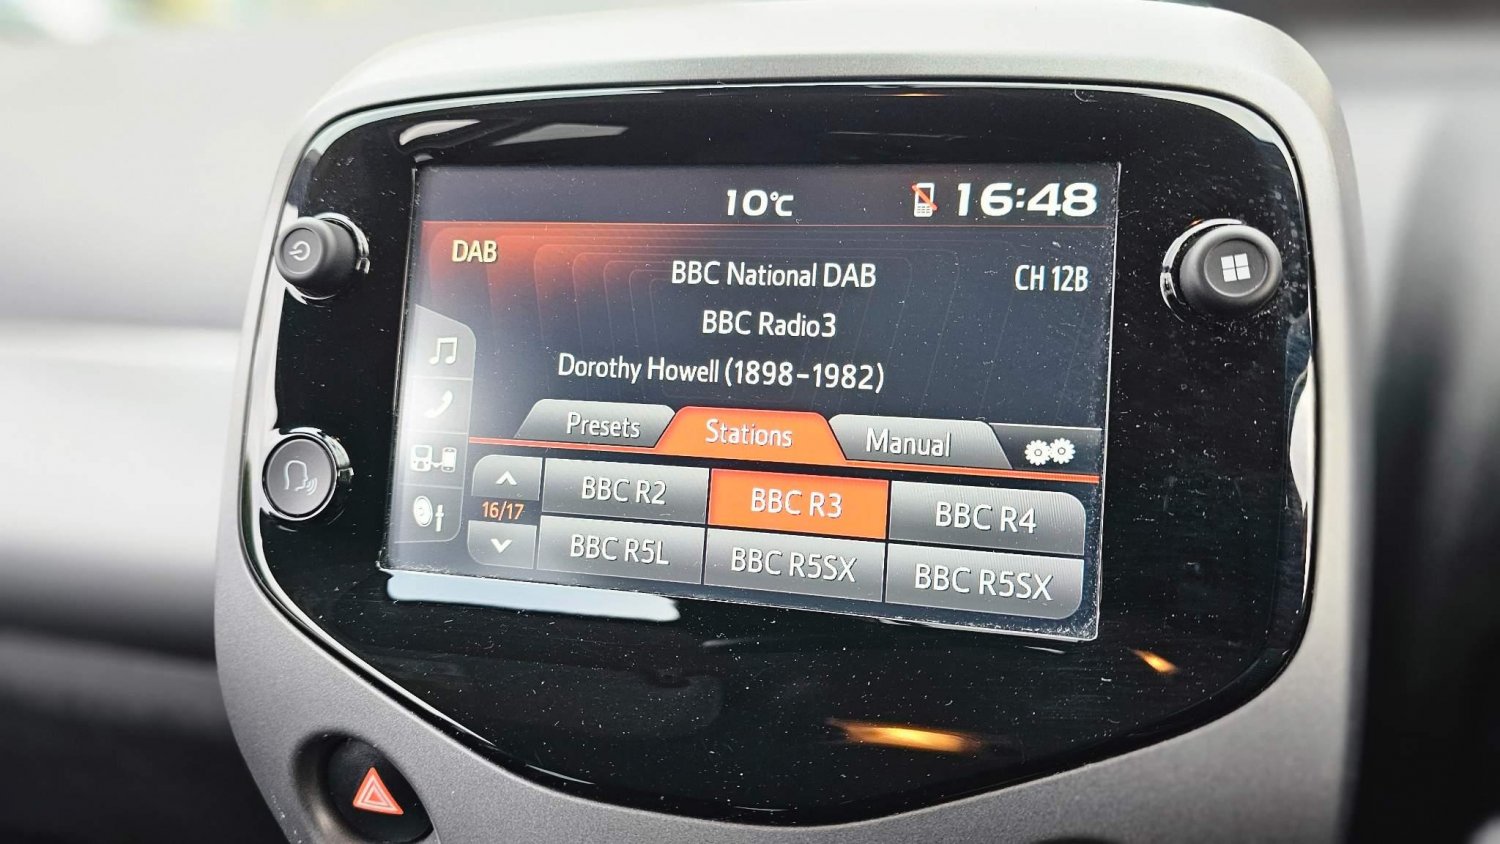 10°C 16:48
DAB
BBC National DAB CH 12B
BBC Radio3
Dorothy Howell (1898-1982)
Presets Stations Manual
BBC R2 BBC R3 BBC R4
16/17
BBC R5L BBC R5SX BBC R5SX